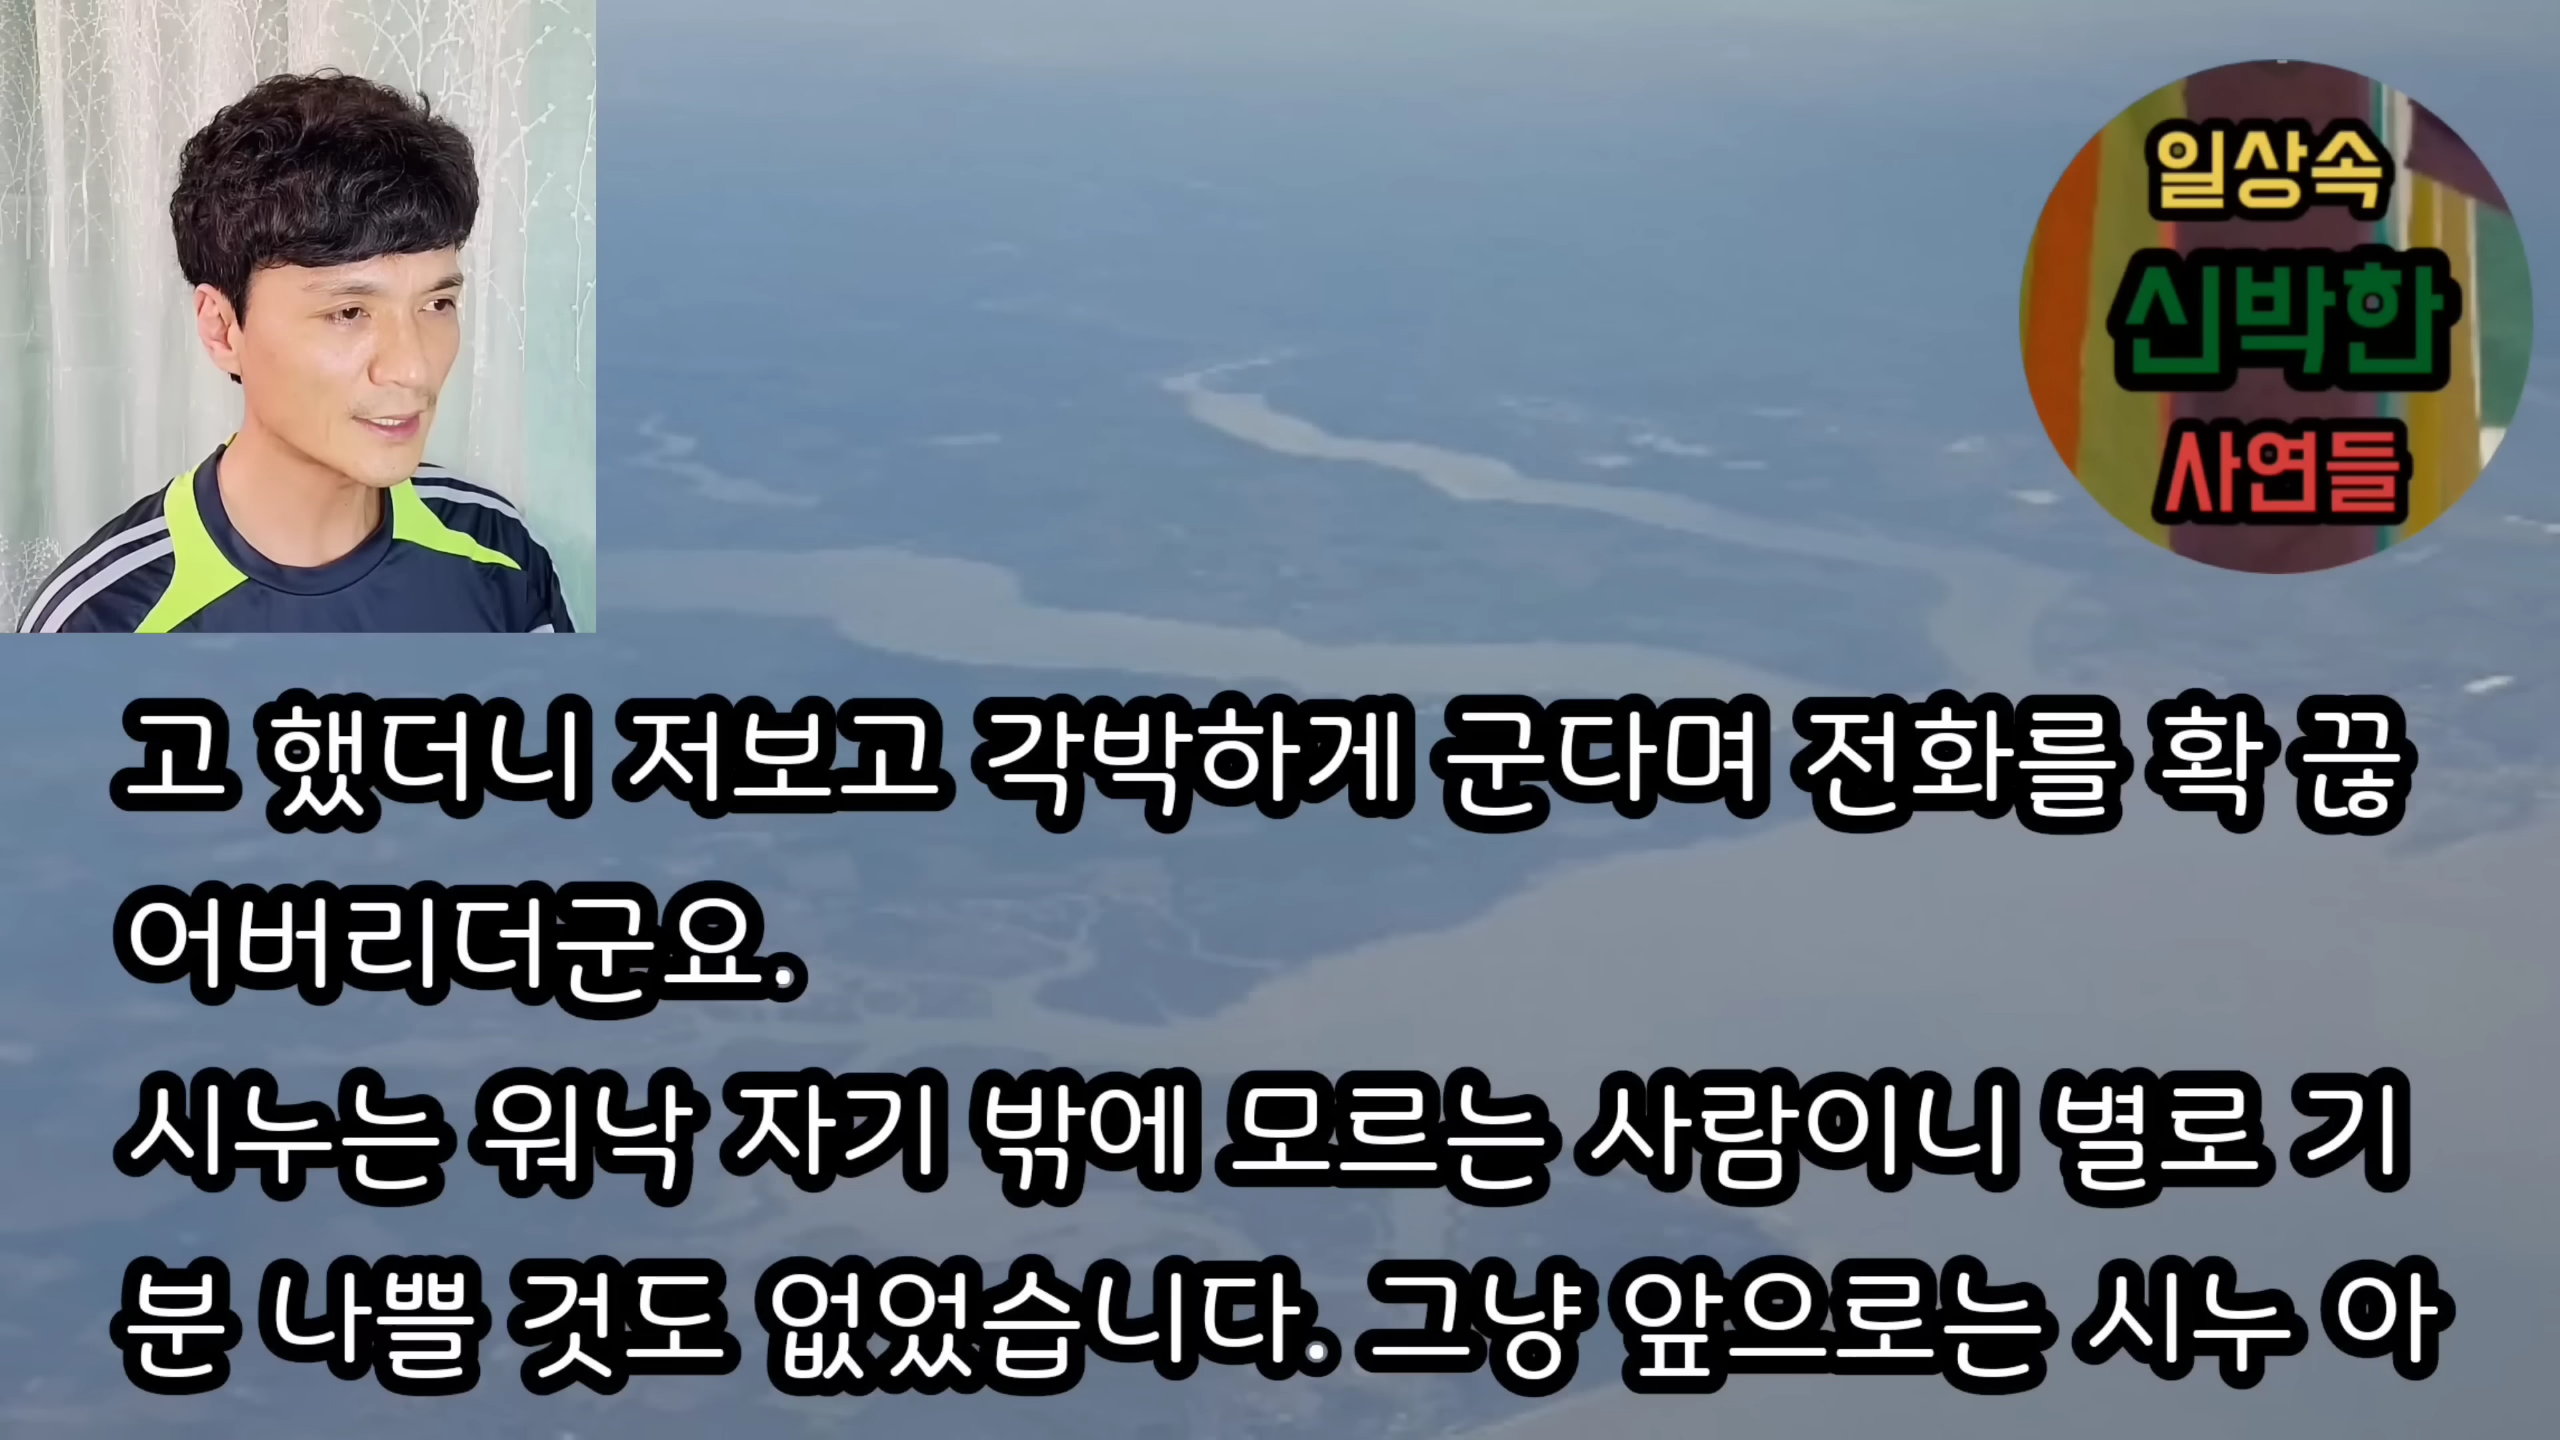 일상속
신박한
사연들
고 했더니 저보고 각박하게 군다며 전화를 확 끊
어버리더군요.
시누는 워낙 자기 밖에 모르는 사람이니 별로 기
분 나쁠 것도 없었습니다. 그냥 앞으로는 시누 아